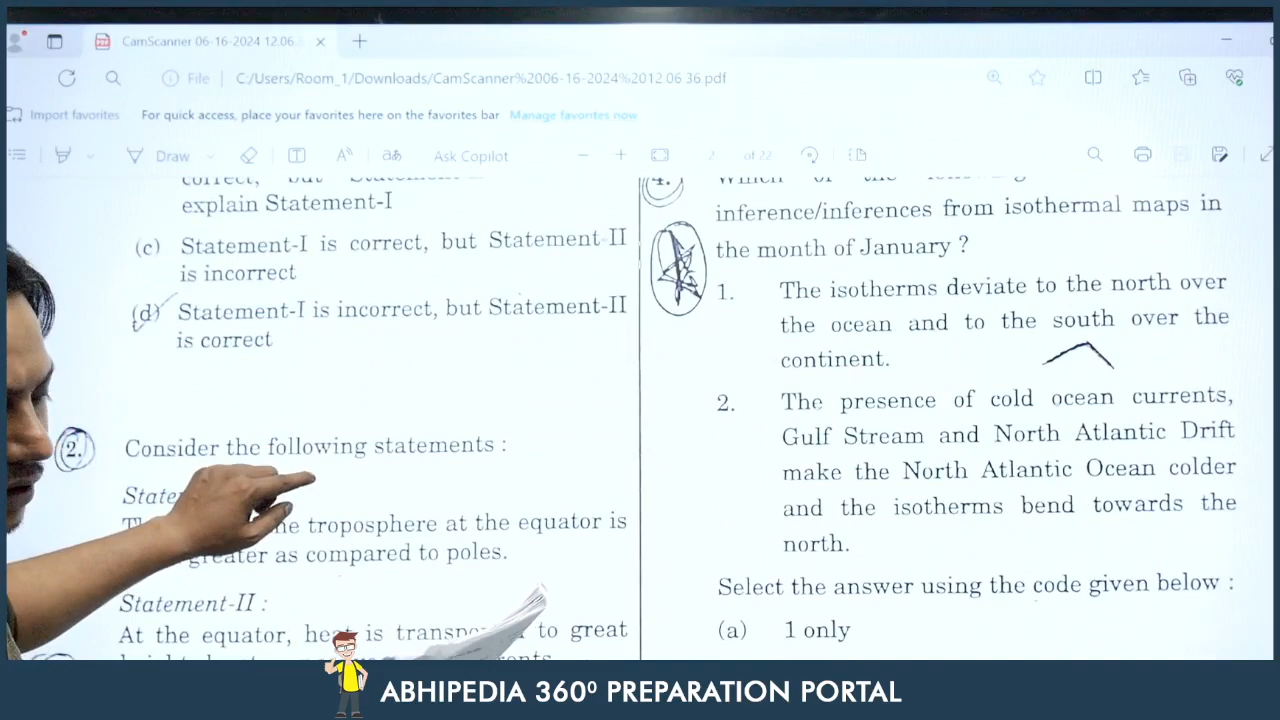 CamScanner 06-16-2024 12.06.
File
C:/Users/Room_1/Downloads/CamScanner%2006-16-2024%2012.06 36.pdf
Import favorites
For quick access, place your favorites here on the favorites bar
Manage favorites now
Draw
Ask Copilot
2 of 22
explain Statement-I
(c) Statement-I is correct, but Statement-II
is incorrect
(d) Statement-I is incorrect, but Statement-II
is correct
2. Consider the following statements :
troposphere at the equator is
greater as compared to poles.
Statement-II :
At the equator, heat is to great
4.
inference/inferences from isothermal maps in
the month of January ?
1. The isotherms deviate to the north over
the ocean and to the south over the
continent.
2. The presence of cold ocean currents,
Gulf Stream and North Atlantic Drift
make the North Atlantic Ocean colder
and the isotherms bend towards the
north.
Select the answer using the code given below :
(a) 1 only
ABHIPEDIA 360º PREPARATION PORTAL